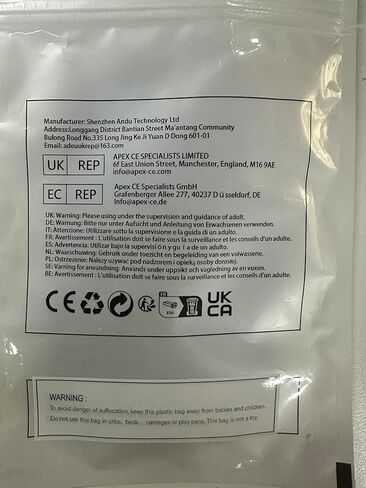 Manufacturer: Shenzhen Andu Technology Ltd
Address:Longgang District Bantian Street Ma'antang Community
Bulong Road No.335 Long Jing Ke Ji Yuan D Dong 601-01
Email: adeuukrep@163.com
UK REP
APEX CE SPECIALISTS LIMITED
6f East Union Street, Manchester, England, M16 9AE
info@apex-ce.com
EC REP
Apex CE Specialists GmbH
Grafenberger Allee 277, 40237 D ü sseldorf, DE
Info@apex-ce.de
UK: Warning: Please using under the supervision and guidance of adult.
DE: Warnung: Bitte nur unter Aufsicht und Anleitung von Erwachsenen verwenden.
IT: Attenzione: Utilizzare sotto la supervisione e la guida di un adulto.
FR: Avertissement : L'utilisation doit se faire sous la surveillance et les conseils d'un adulte.
ES: Advertencia: Utilizar bajo la supervisi ó n y gu í a de un adulto.
NL: Waarschuwing: Gebruik onder toezicht en begeleiding van een volwassene.
PL: Ostrzeżenie: Należy używać pod nadzorem i opieką osoby dorosłej.
SE: Warning for användning: Används under uppsikt och vägledning av en vuxen.
BE: Avertissement : L'utilisation doit se faire sous la surveillance et les conseils d'un adulte.
CE
FR
UK
CA
WARNING :
To avoid danger of suffocation, keep this plastic bag away from babies and children.
Do not use this bag in cribs, beds, carriages or play pens. This bag is not a toy.